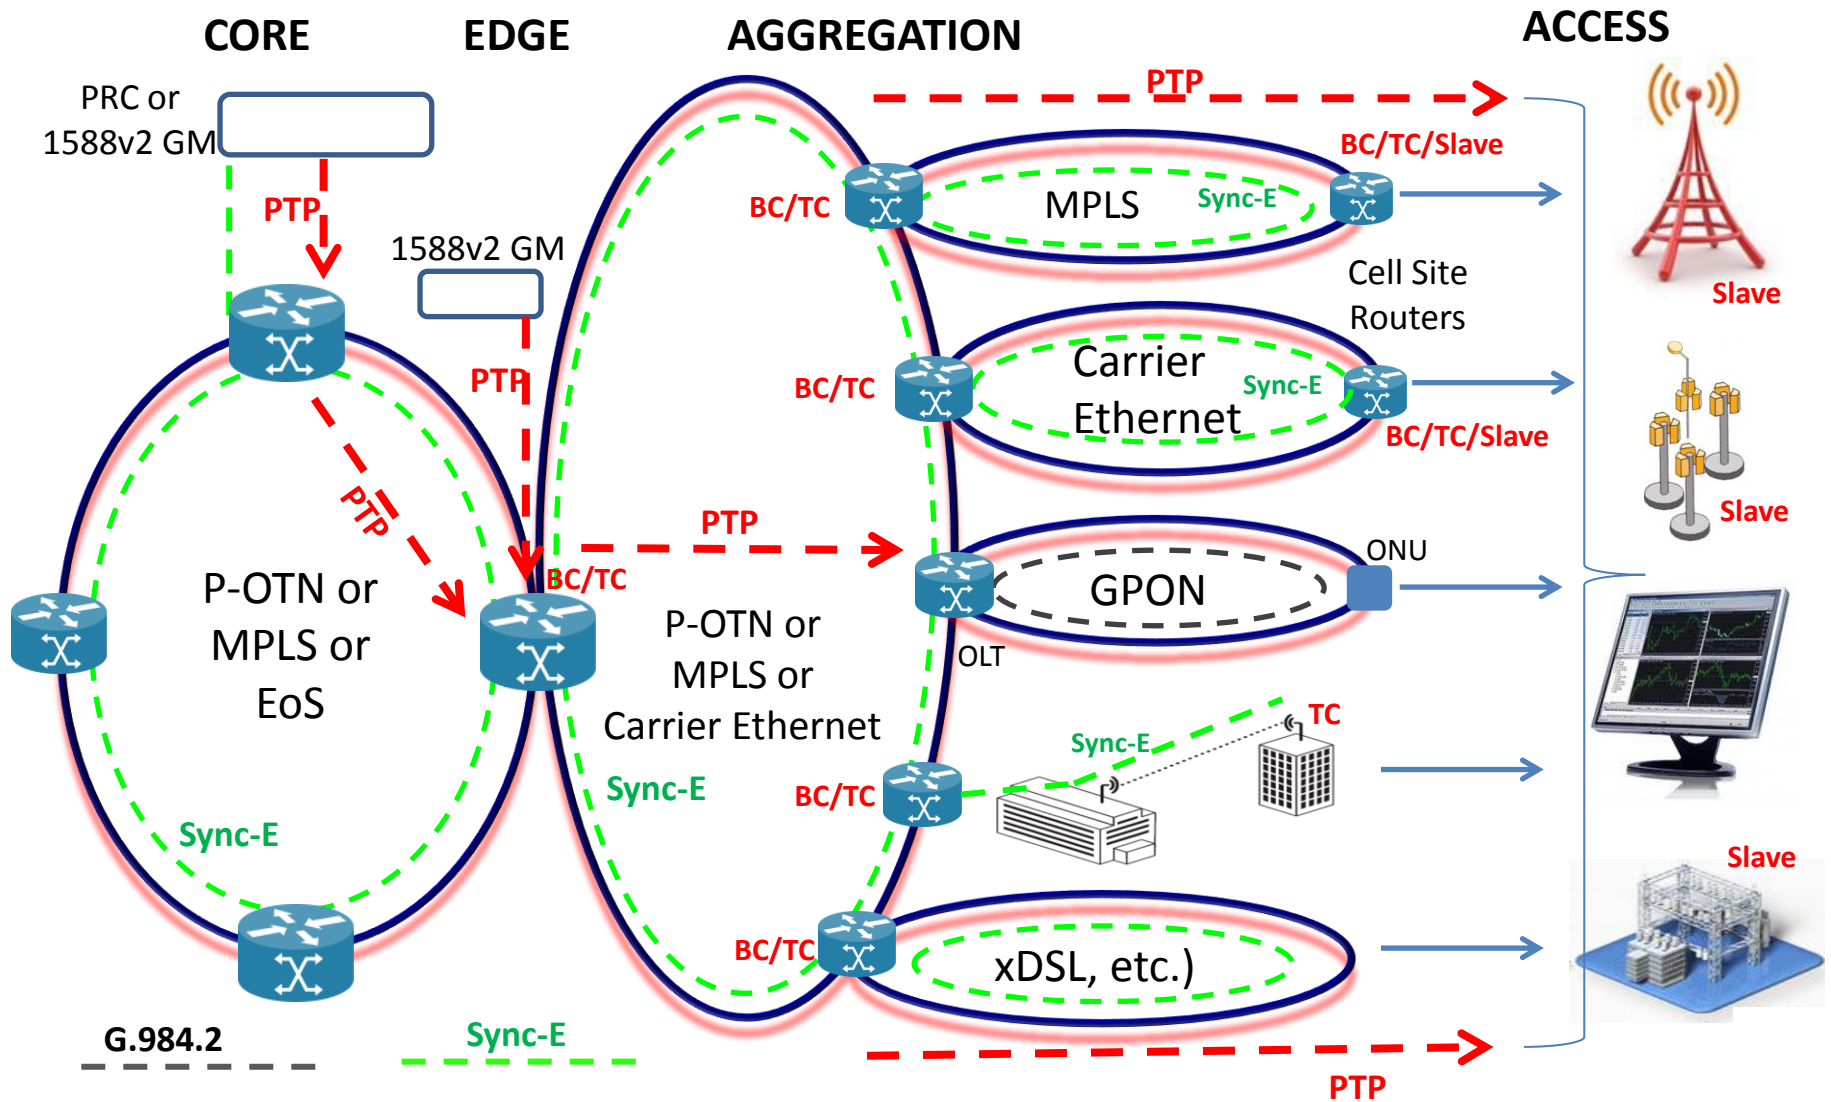 CORE
EDGE
AGGREGATION
ACCESS
PRC or
1588v2 GM
PTP
1588v2 GM
PTP
PTP
P-OTN or
MPLS or
EoS
Sync-E
BC/TC
PTP
P-OTN or
MPLS or
Carrier Ethernet
Sync-E
PTP
BC/TC
MPLS
Sync-E
BC/TC/Slave
Cell Site
Routers
BC/TC
Carrier
Ethernet
Sync-E
BC/TC/Slave
GPON
ONU
OLT
BC/TC
Sync-E
TC
BC/TC
xDSL, etc.)
PTP
Slave
Slave
Slave
G.984.2
Sync-E